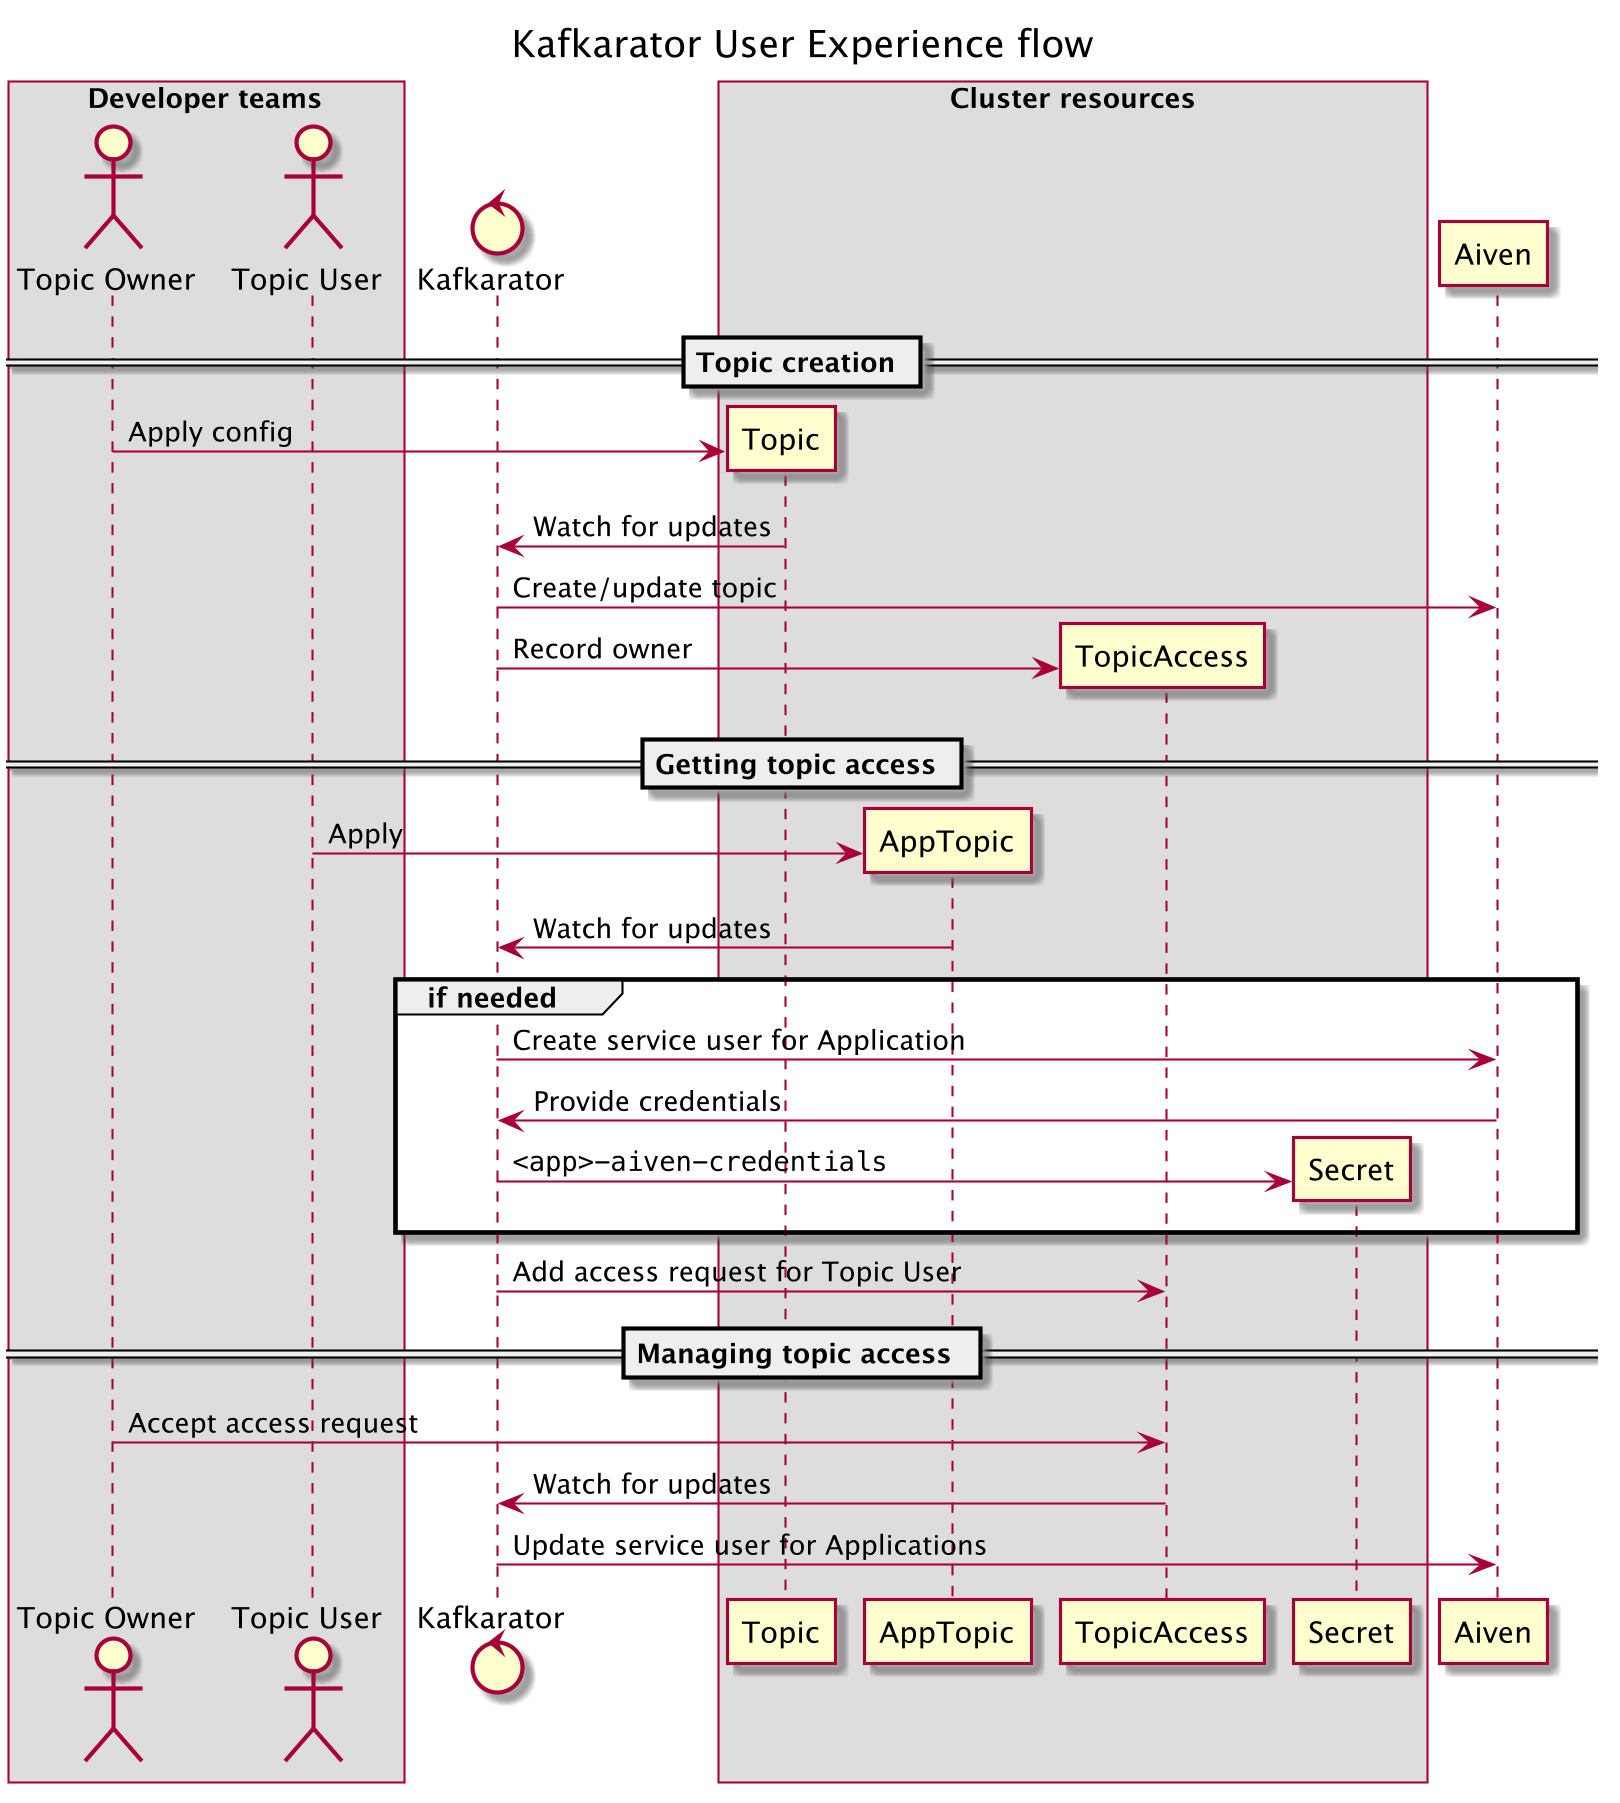 Kafkarator User Experience flow
Developer teams
Cluster resources
Topic Owner
Topic User
Kafkarator
Aiven
Topic creation
Apply config
Topic
Watch for updates
Create/update topic
Record owner
TopicAccess
Getting topic access
Apply
AppTopic
Watch for updates
if needed
Create service user for Application
Provide credentials
<app>-aiven-credentials
Secret
Add access request for Topic User
Managing topic access
Accept access request
Watch for updates
Update service user for Applications
Topic Owner
Topic User
Kafkarator
Topic
AppTopic
TopicAccess
Secret
Aiven